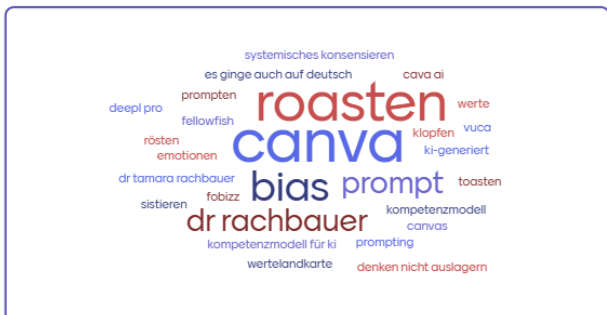 systemisches konsensieren
es ginge auch auf deutsch
cava ai
prompten
roasten
werte
deepl pro
fellowfish
canva
klopfen
vuca
rösten
emotionen
ki-generiert
dr tamara rachbauer
bias
prompt
toasten
sistieren
fobizz
dr rachbauer
kompetenzmodell
canvas
kompetenzmodell für ki
prompting
wertelandkarte
denken nicht auslagern